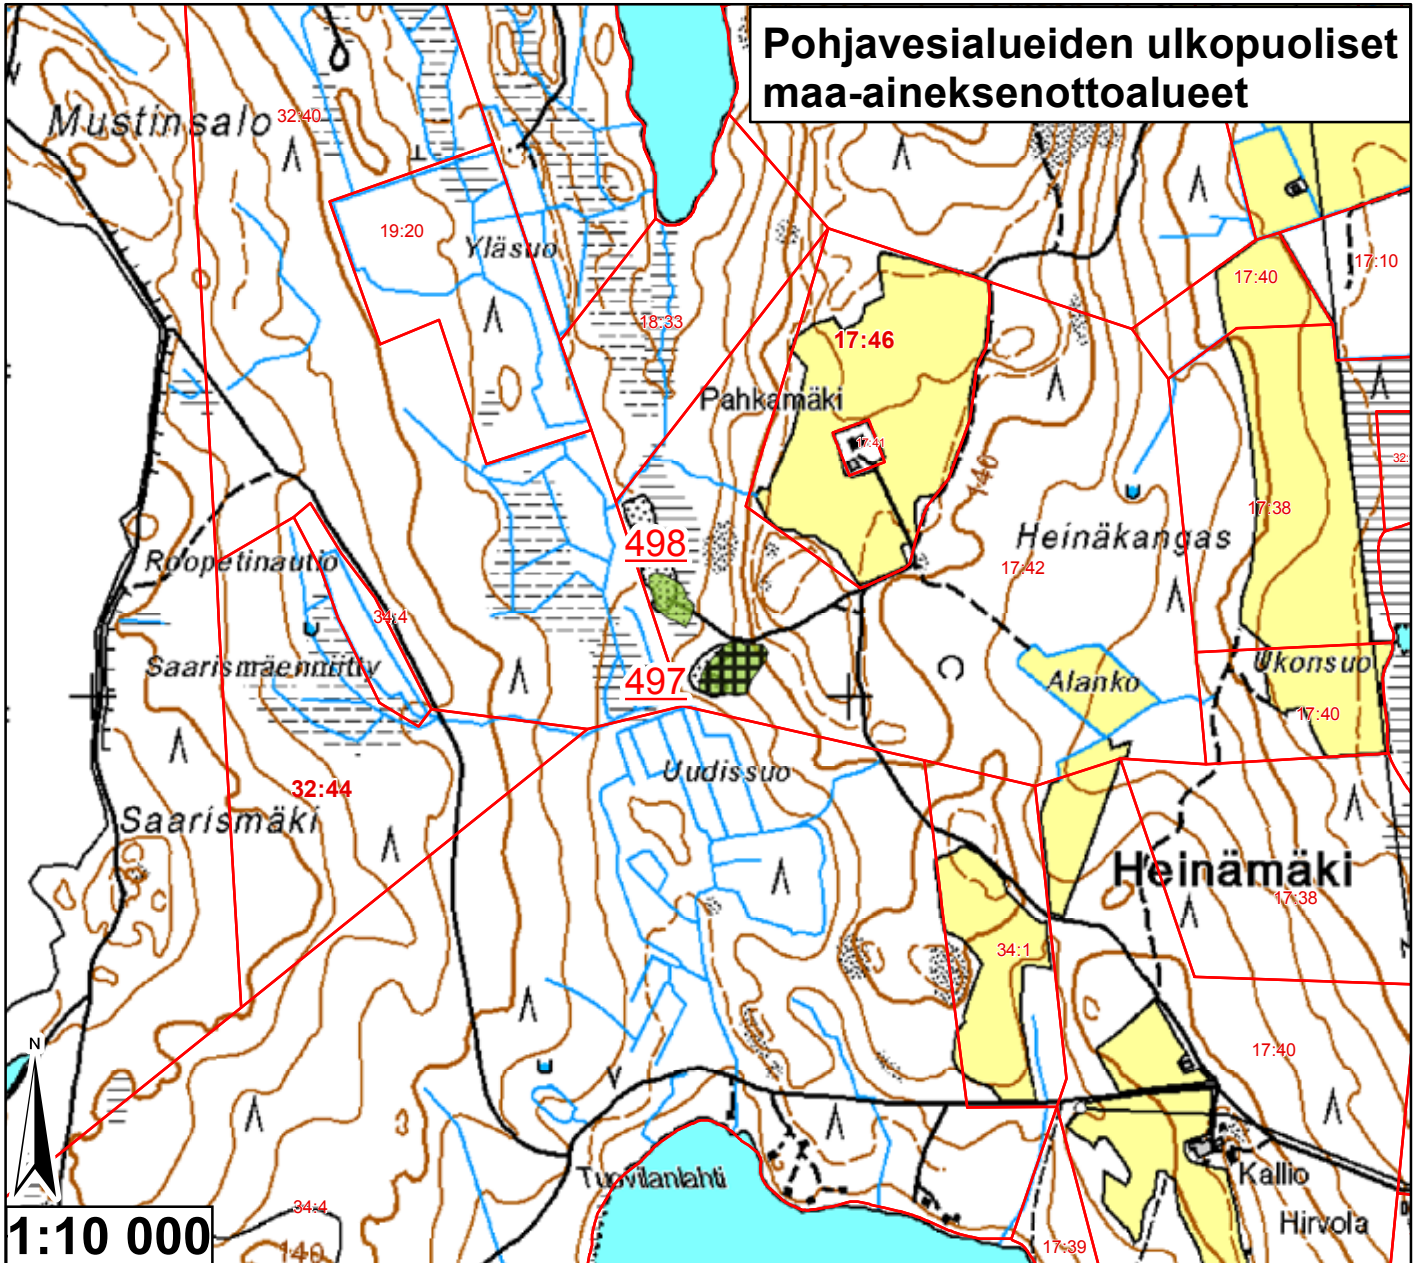 Pohjavesialueiden ulkopuoliset
maa-aineksenottoalueet
Mustinsalo
32:40
19:20
Yläsuo
18:33
17:40
17:10
17:46
Pahkamäki
17:41
140
32:
17:38
498
Heinäkangas
17:42
Roopetinautio
34:4
Saarismäenniitty
497
Alanko
Ukonsuo
17:40
Uudissuo
32:44
Saarismäki
Heinämäki
17:38
34:1
17:40
N
Tuovilanlahti
Kallio
34:4
Hirvola
1:10 000
140
17:39